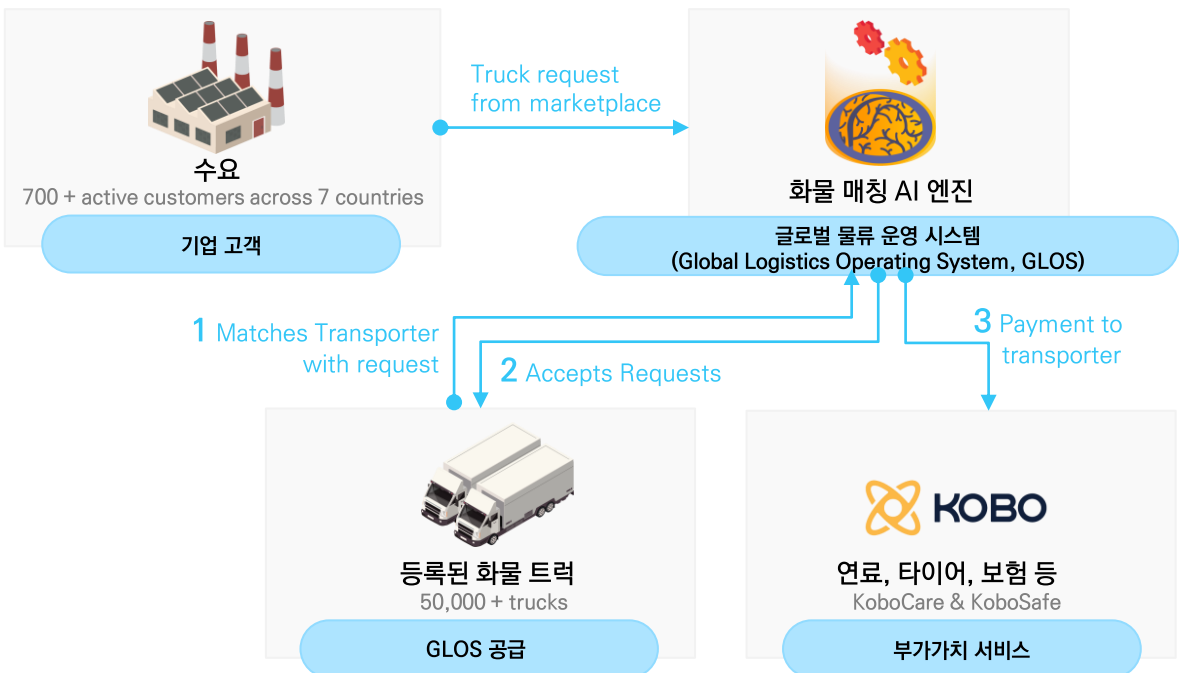 Truck request
from marketplace
수요
700 + active customers across 7 countries
기업 고객
화물 매칭 AI 엔진
글로벌 물류 운영 시스템
(Global Logistics Operating System, GLOS)
1 Matches Transporter
with request
2 Accepts Requests
3 Payment to
transporter
등록된 화물 트럭
50,000 + trucks
GLOS 공급
KOBO
연료, 타이어, 보험 등
KoboCare & KoboSafe
부가가치 서비스